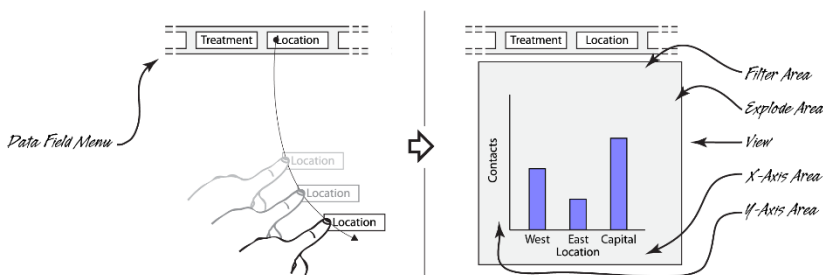 Treatment
Location
Data Field Menu
Location
Location
Location
Treatment
Location
Filter Area
Explode Area
View
X-Axis Area
Y-Axis Area
Contacts
West
East
Capital
Location